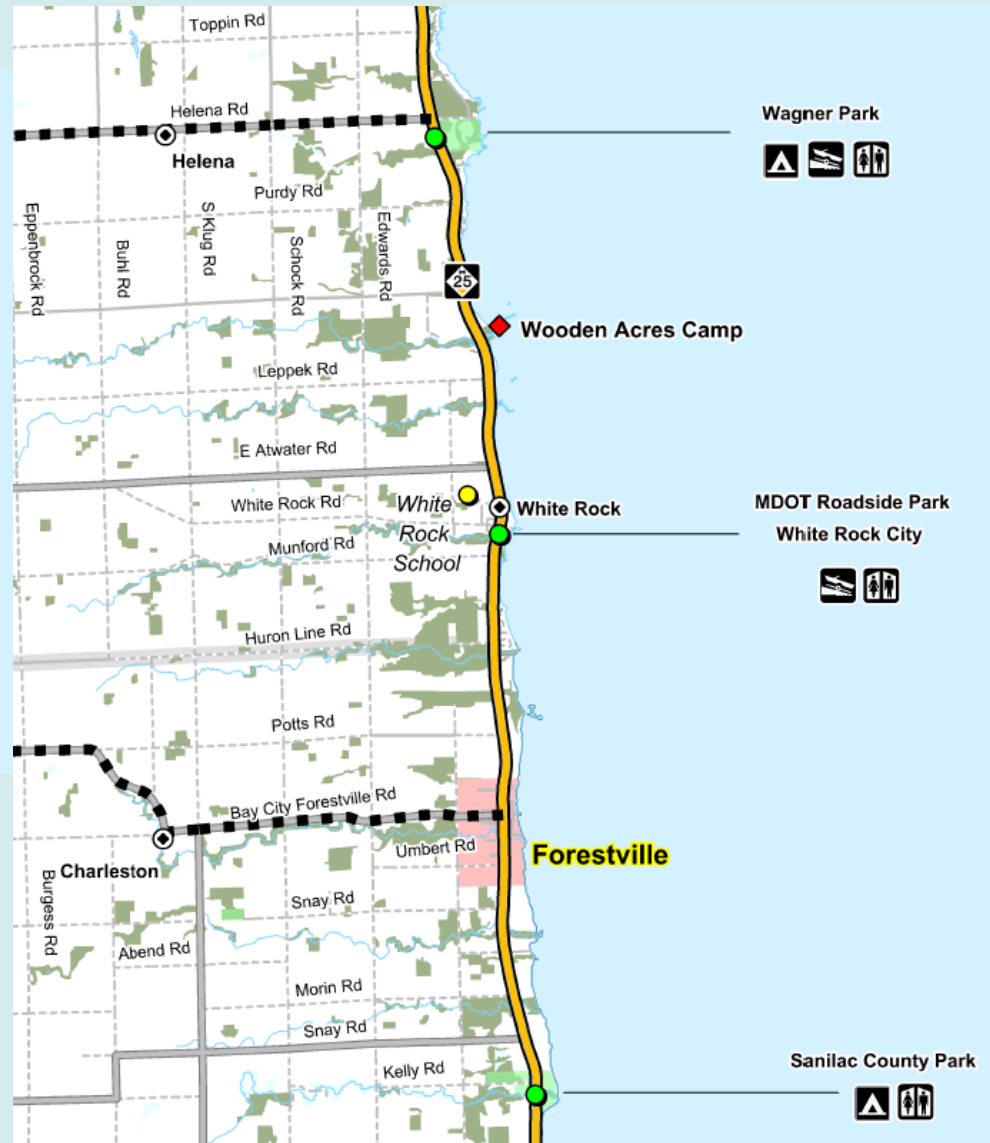 Toppin Rd
Helena Rd
Wagner Park
Helena
Purdy Rd
Eppenbrock Rd
Buhl Rd
S Klug Rd
Schock Rd
Edwards Rd
M
25
Wooden Acres Camp
Leppek Rd
E Atwater Rd
White Rock Rd
White
Rock
School
White Rock
MDOT Roadside Park
White Rock City
Munford Rd
Huron Line Rd
Potts Rd
Bay City Forestville Rd
Umbert Rd
Forestville
Charleston
Burgess Rd
Snay Rd
Abend Rd
Morin Rd
Snay Rd
Kelly Rd
Sanilac County Park